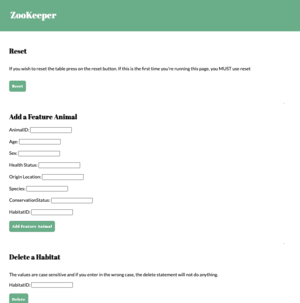 ZooKeeper
Reset
If you wish to reset the table press on the reset button. If this is the first time you're running this page, you MUST use reset
Reset
Add a Feature Animal
AnimalID:
Age:
Sex:
Health Status:
Origin Location:
Species:
ConservationStatus:
HabitatID:
Add Feature Animal
Delete a Habitat
The values are case sensitive and if you enter in the wrong case, the delete statement will not do anything.
HabitatID:
Delete